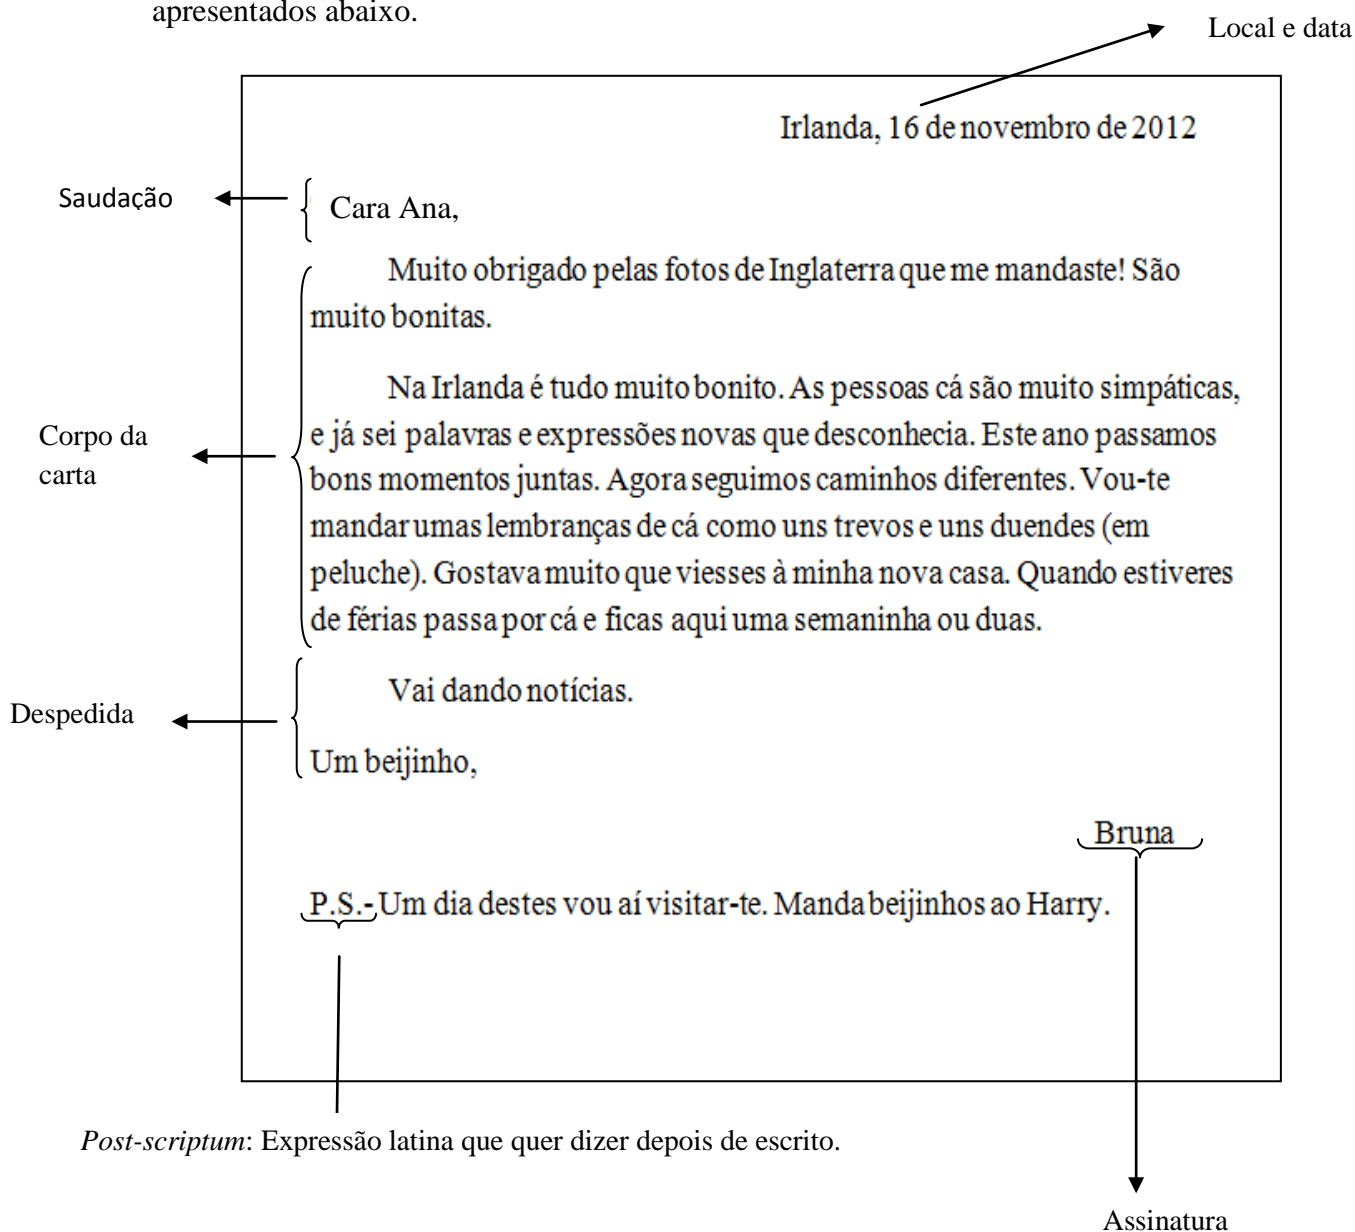 apresentados abaixo.
Local e data
Irlanda, 16 de novembro de 2012
Saudação
Cara Ana,
Muito obrigado pelas fotos de Inglaterra que me mandaste! São
muito bonitas.
Na Irlanda é tudo muito bonito. As pessoas cá são muito simpáticas,
e já sei palavras e expressões novas que desconhecia. Este ano passamos
bons momentos juntas. Agora seguimos caminhos diferentes. Vou-te
mandar umas lembranças de cá como uns trevos e uns duendes (em
peluche). Gostava muito que viesses à minha nova casa. Quando estiveres
de férias passa por cá e ficas aqui uma semaninha ou duas.
Corpo da
carta
Vai dando notícias.
Despedida
Um beijinho,
Bruna
P.S.- Um dia destes vou aí visitar-te. Manda beijinhos ao Harry.
Post-scriptum: Expressão latina que quer dizer depois de escrito.
Assinatura